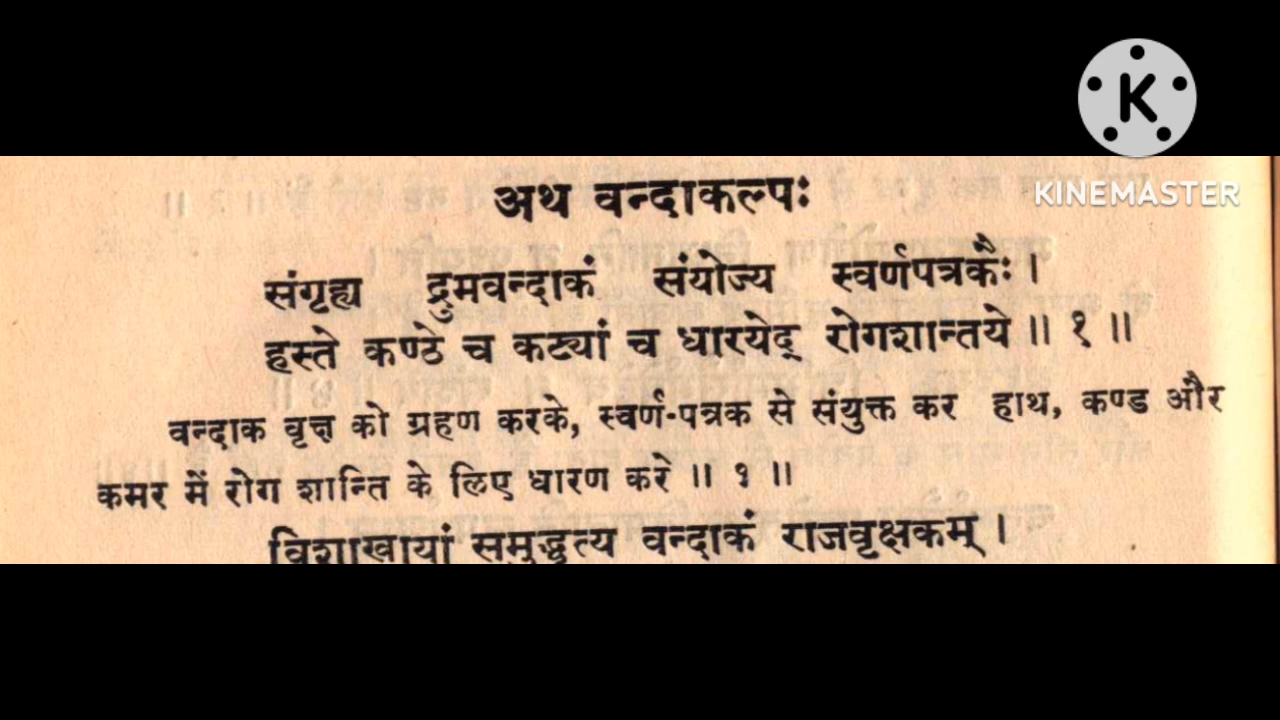 K
KINEMASTER
अथ वन्दाकल्पः
संगृह्य द्रुमवन्दाकं संयोज्य स्वर्णपत्रकैः ।
हस्ते कण्ठे च कट्यां च धारयेद् रोगशान्तये ॥ १ ॥
वन्दाक वृक्ष को ग्रहण करके, स्वर्ण-पत्रक से संयुक्त कर हाथ, कण्ड और
कमर में रोग शान्ति के लिए धारण करे ॥ १ ॥
विशाखायां समुद्धृत्य वन्दाकं राजवृक्षकम् ।